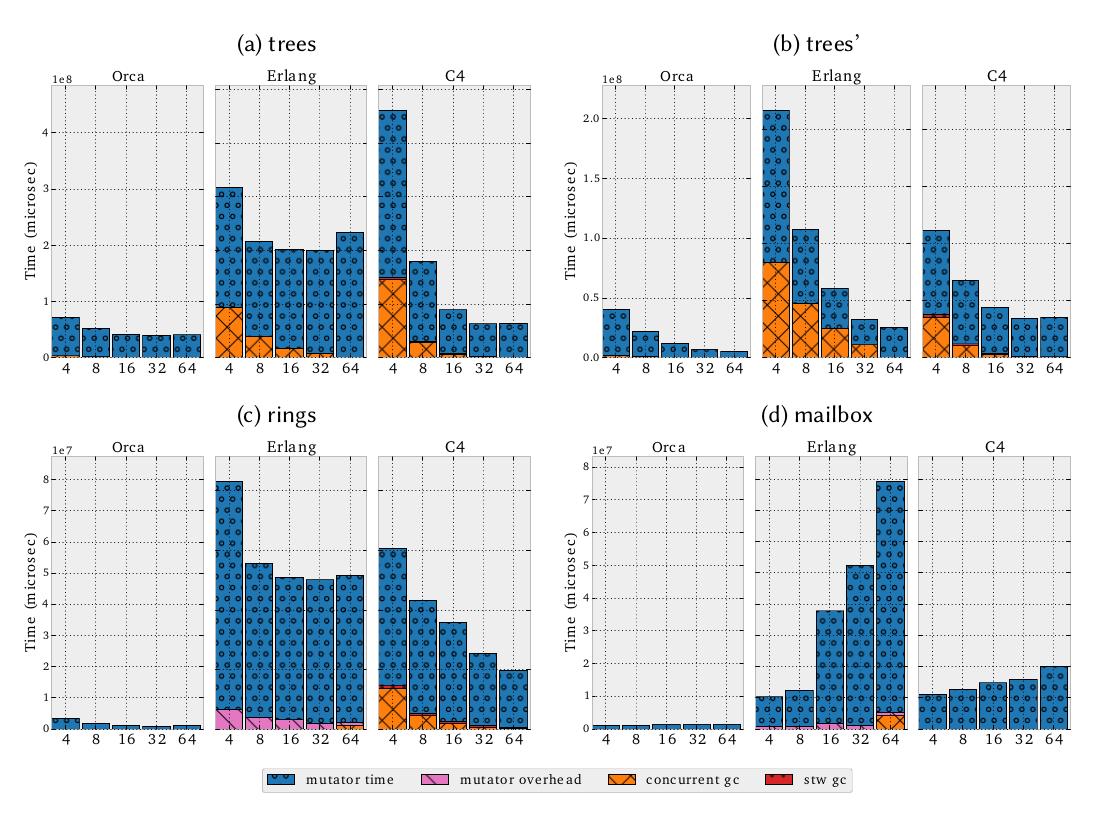 (a) trees
(b) trees’
1e8
Orca
Erlang
C4
1e8
Orca
Erlang
C4
Time (microsec)
4
3
2
1
0
4 8 16 32 64
4 8 16 32 64
4 8 16 32 64
Time (microsec)
2.0
1.5
1.0
0.5
0.0
4 8 16 32 64
4 8 16 32 64
4 8 16 32 64
(c) rings
(d) mailbox
1e7
Orca
Erlang
C4
1e7
Orca
Erlang
C4
Time (microsec)
8
7
6
5
4
3
2
1
0
4 8 16 32 64
4 8 16 32 64
4 8 16 32 64
Time (microsec)
8
7
6
5
4
3
2
1
0
4 8 16 32 64
4 8 16 32 64
4 8 16 32 64
mutator time
mutator overhead
concurrent gc
stw gc